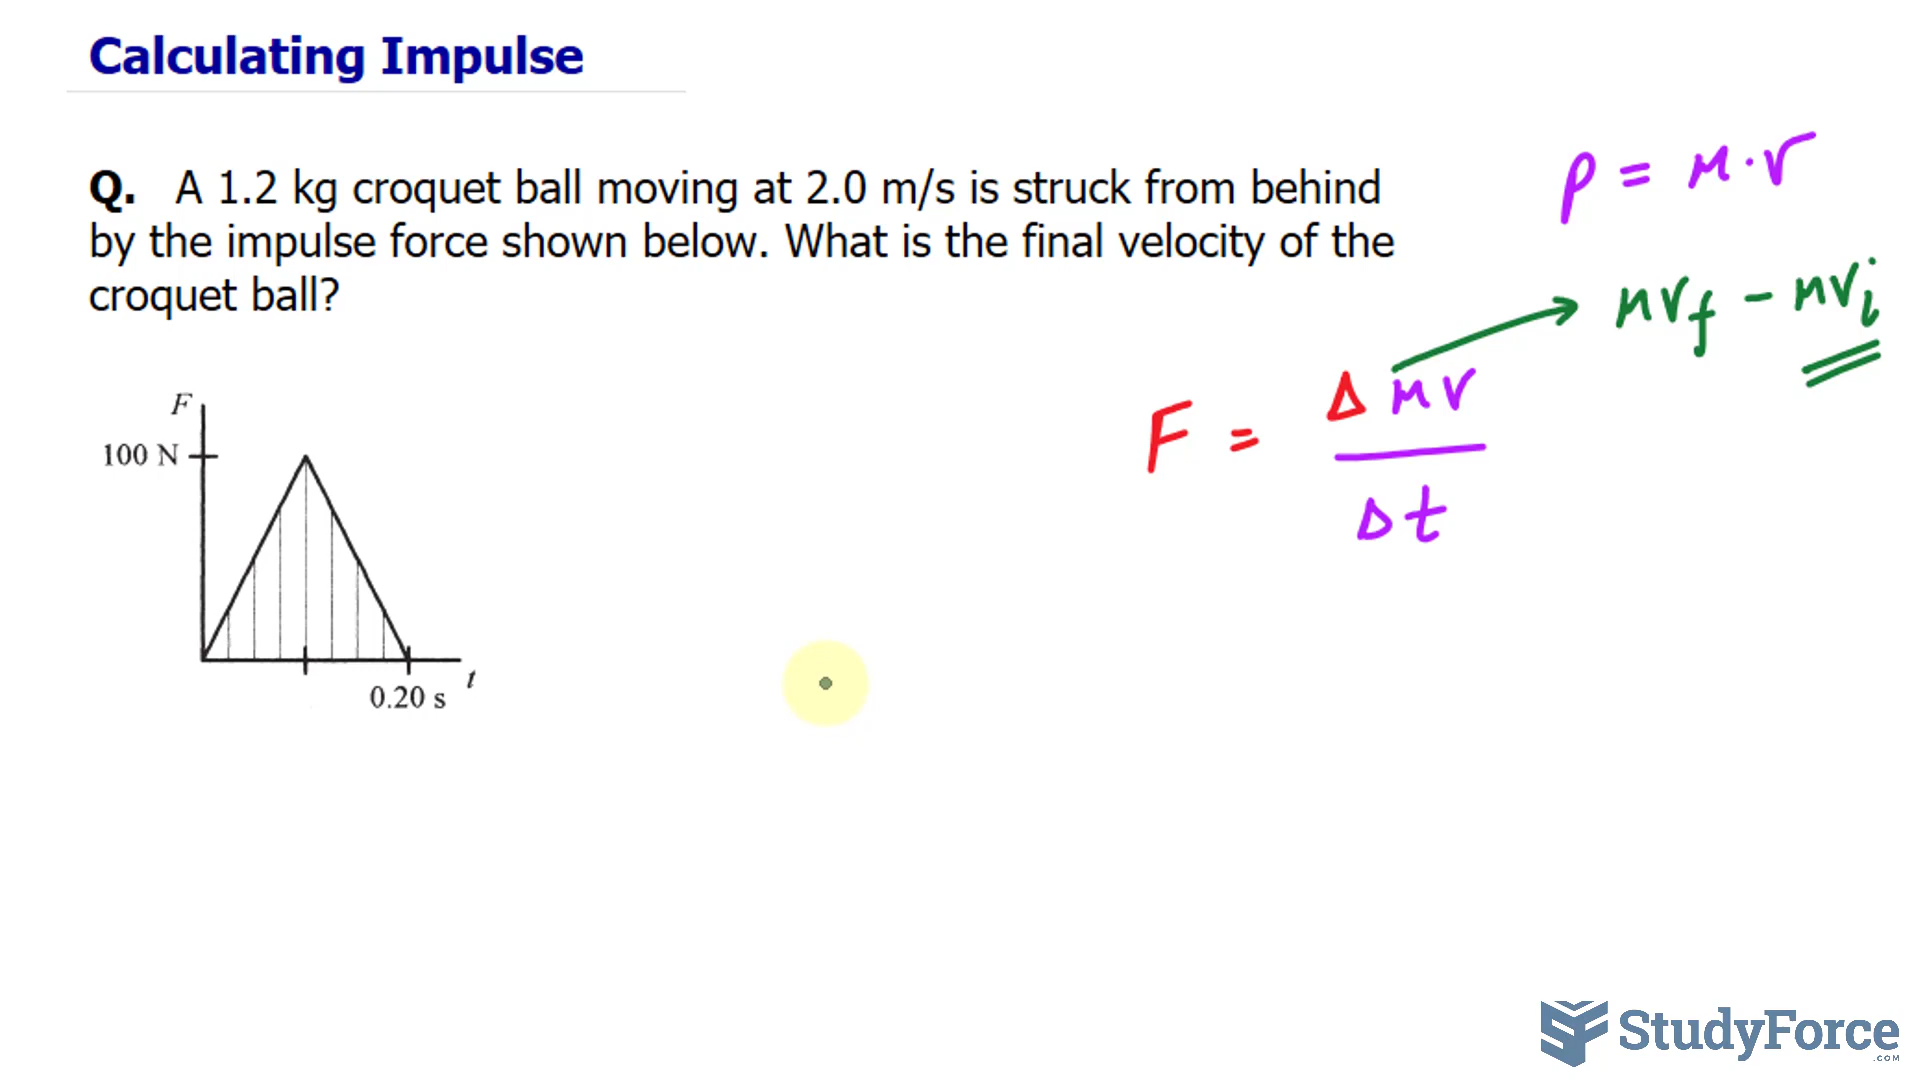 Calculating Impulse
Q. A 1.2 kg croquet ball moving at 2.0 m/s is struck from behind
by the impulse force shown below. What is the final velocity of the
croquet ball?
p = m·v
mvf - mvi
F = Δmv
Δt
F
100 N
0.20 s
t
StudyForce
.COM